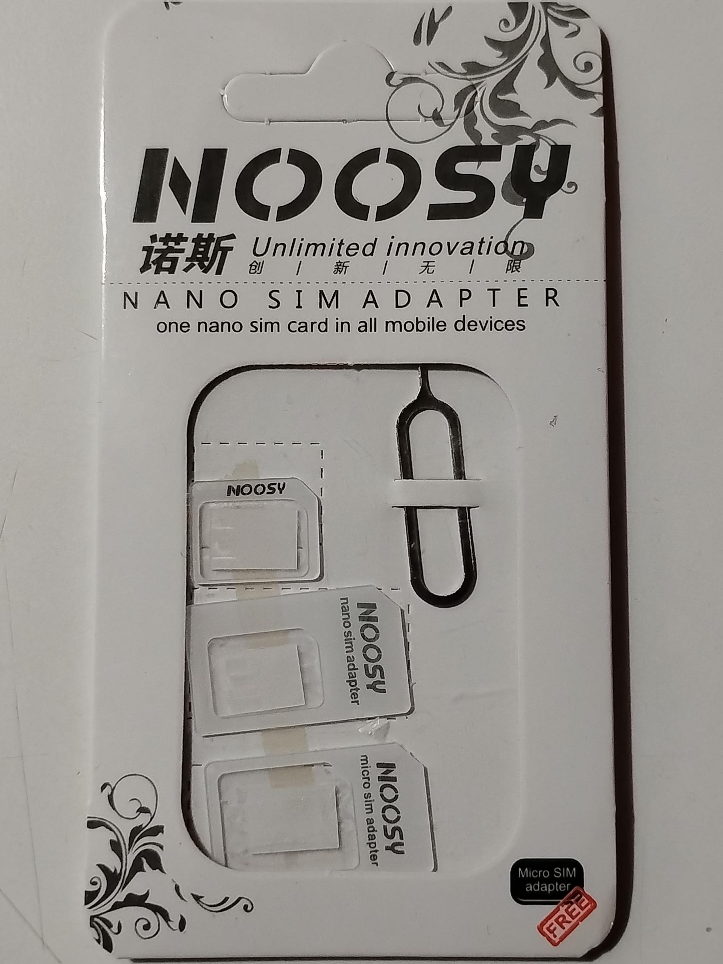 NOOSY
诺斯 Unlimited innovation
创 | 新 | 无 | 限
NANO SIM ADAPTER
one nano sim card in all mobile devices
NOOSY
NOOSY
nano sim adapter
NOOSY
micro sim adapter
Micro SIM
adapter
FREE